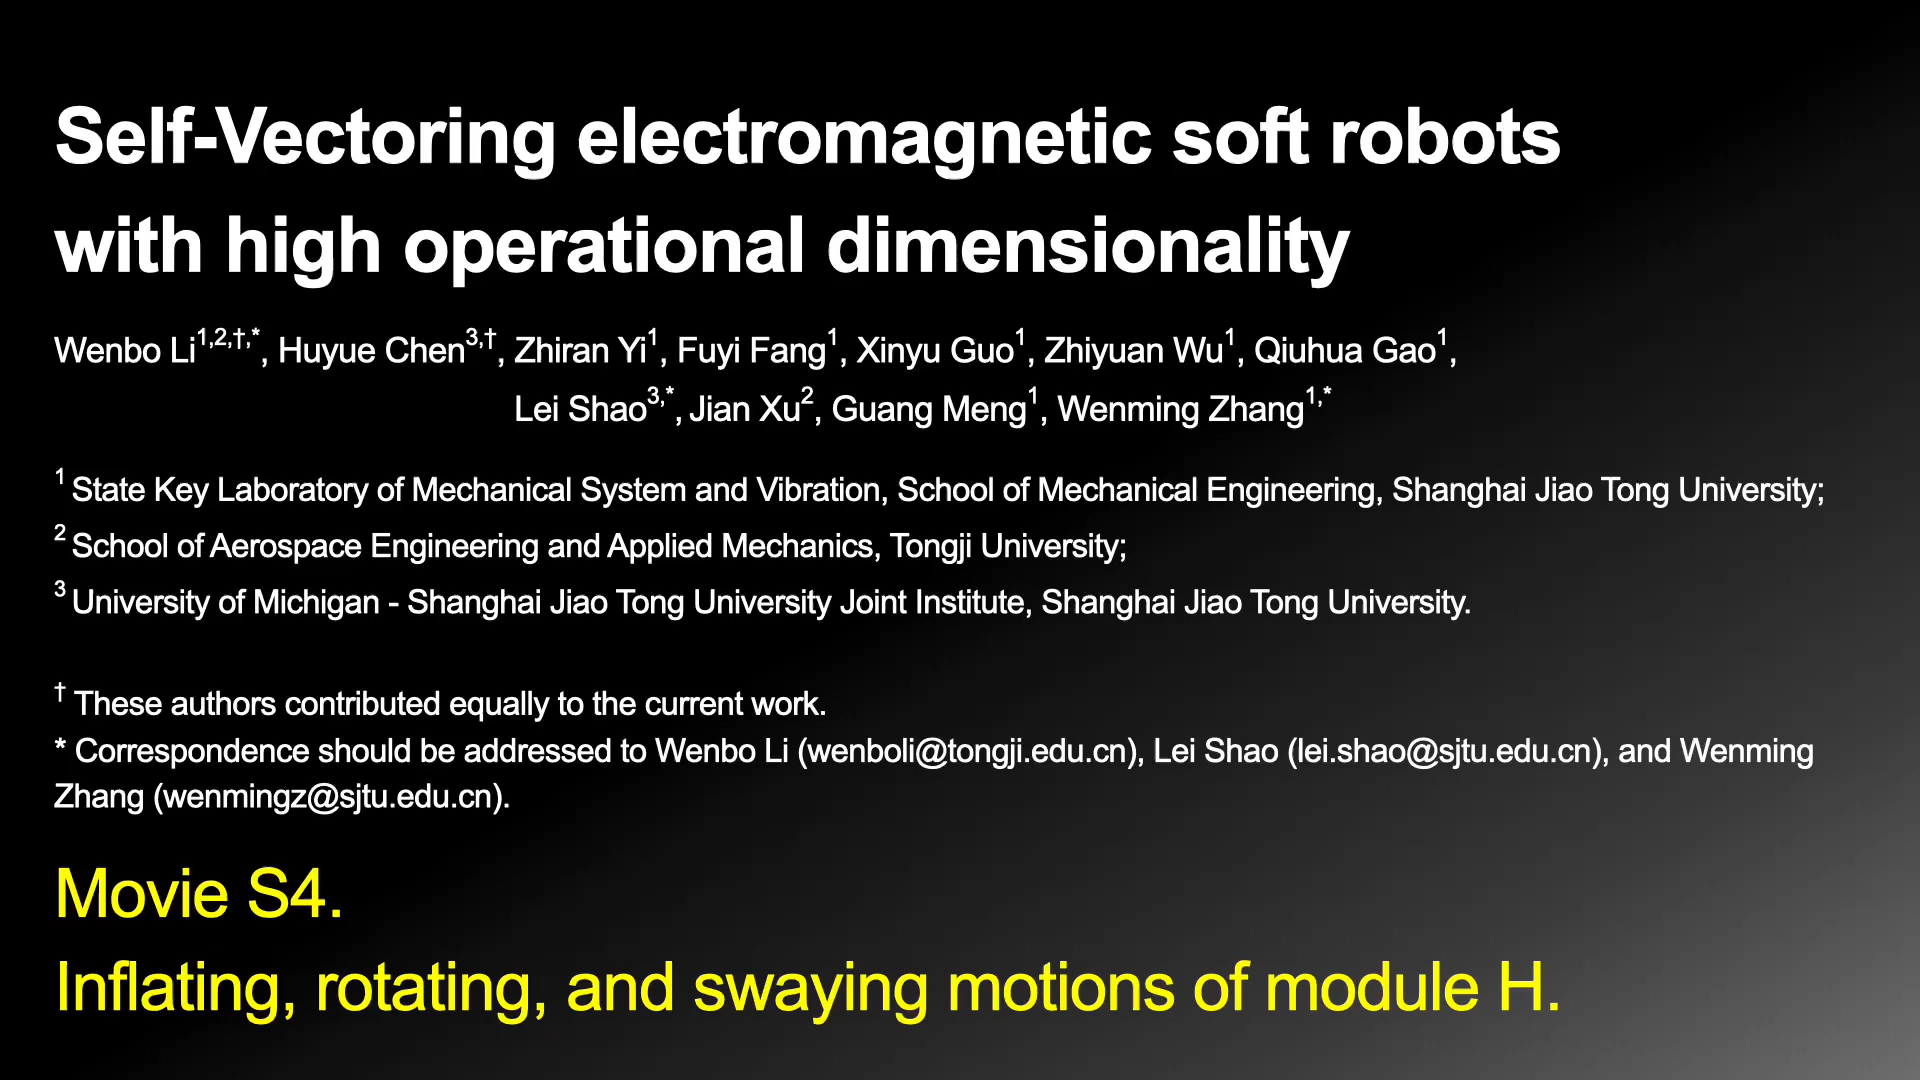 Self-Vectoring electromagnetic soft robots
with high operational dimensionality
Wenbo Li1,2,†,*, Huyue Chen3,†, Zhiran Yi1, Fuyi Fang1, Xinyu Guo1, Zhiyuan Wu1, Qiuhua Gao1,
Lei Shao3,*, Jian Xu2, Guang Meng1, Wenming Zhang1,*
1 State Key Laboratory of Mechanical System and Vibration, School of Mechanical Engineering, Shanghai Jiao Tong University;
2 School of Aerospace Engineering and Applied Mechanics, Tongji University;
3 University of Michigan - Shanghai Jiao Tong University Joint Institute, Shanghai Jiao Tong University.
† These authors contributed equally to the current work.
* Correspondence should be addressed to Wenbo Li (wenboli@tongji.edu.cn), Lei Shao (lei.shao@sjtu.edu.cn), and Wenming
Zhang (wenmingz@sjtu.edu.cn).
Movie S4.
Inflating, rotating, and swaying motions of module H.